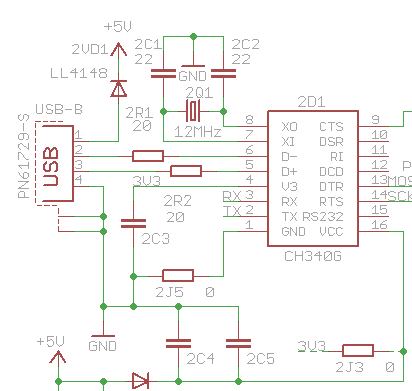 +5V
2C1
2C2
2VD1
22
GND
22
LL4148
2Q1
USB-B
2R1
2D1
20
12MHz
PN61729-S
USB
1
2
3
4
8 XO CTS 9
7 XI DSR 10
6 D- RI 11
5 D+ DCD 12
P
3V3
4 V3 DTR 13 MOS
RX 3 RX RTS 14 SCK
2R2
TX 2 TX RS232 15
20
1 GND VCC 16
2C3
CH340G
2J5 0
+5V
GND
3V3
2C4
2C5
2J3 0